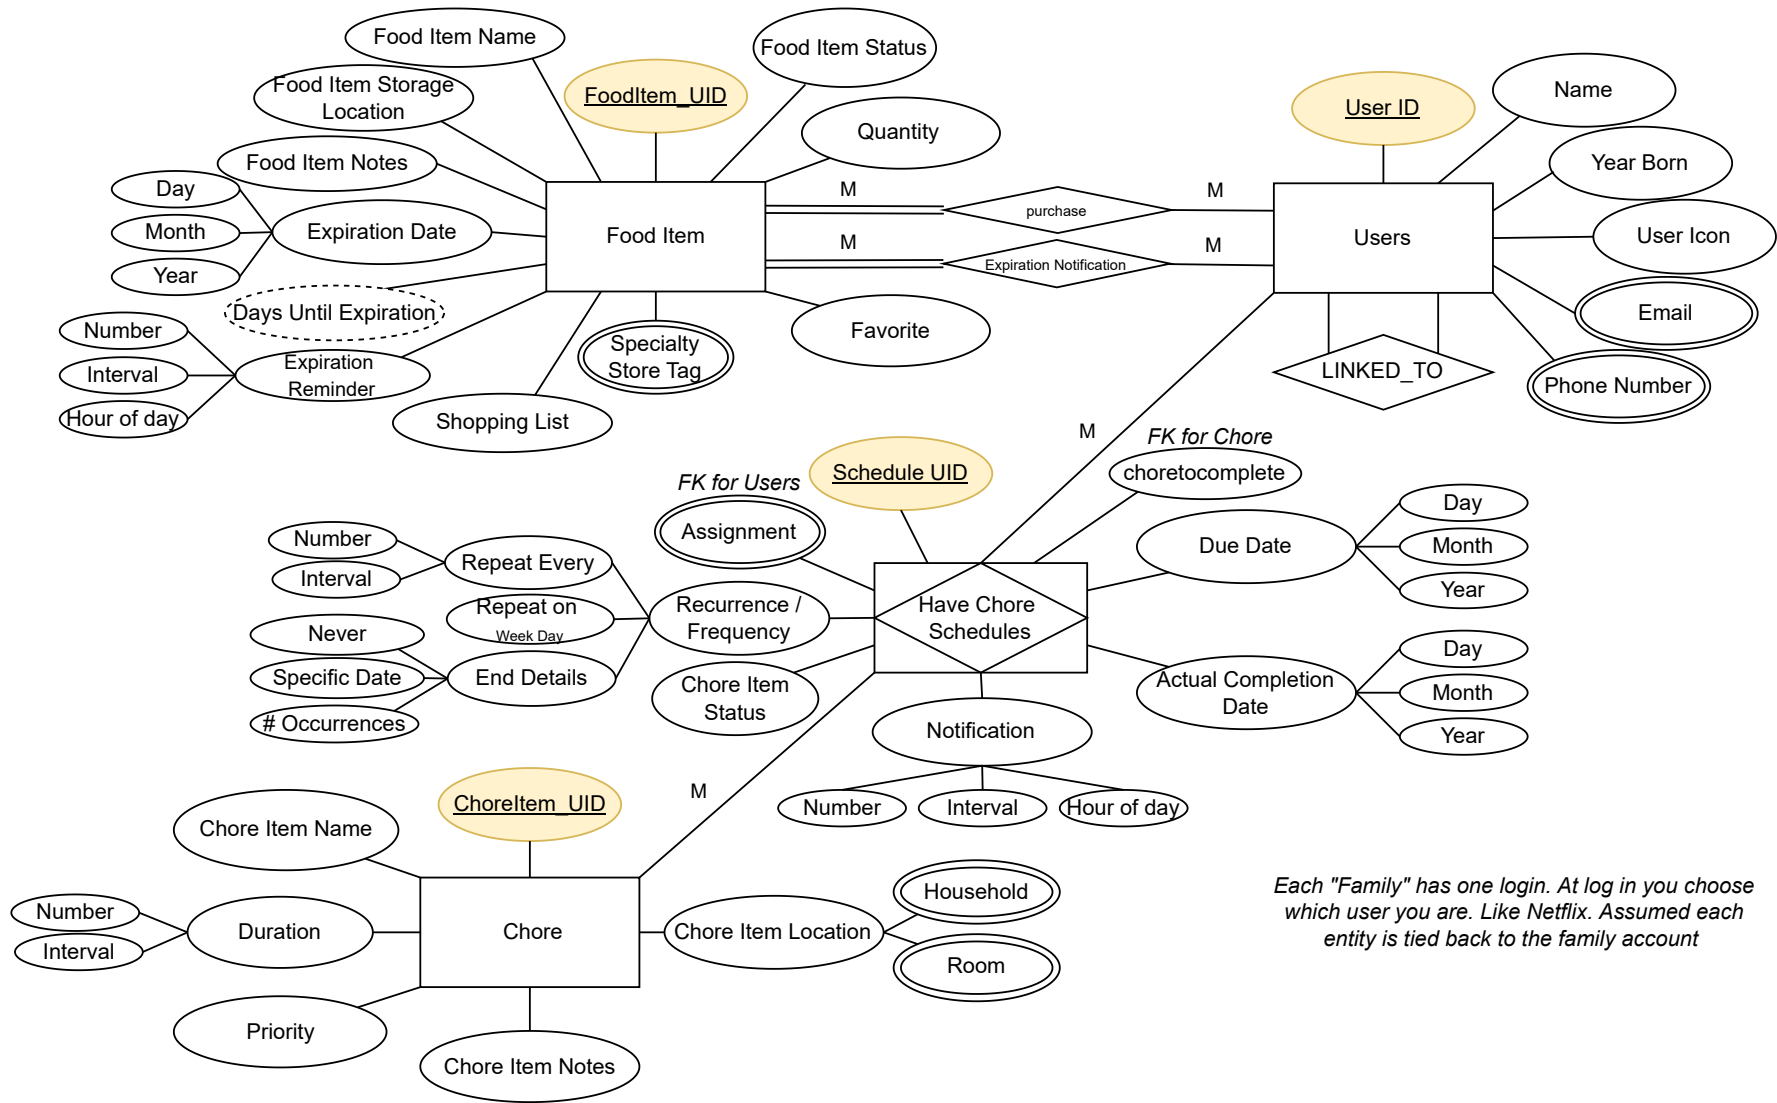 Food Item Name
Food Item Status
Food Item Storage
Location
FoodItem_UID
Quantity
User ID
Name
Food Item Notes
Year Born
Day
Month
Year
Expiration Date
Food Item
M
purchase
M
M
Expiration Notification
M
Users
User Icon
Days Until Expiration
Email
Number
Interval
Hour of day
Expiration
Reminder
Specialty
Store Tag
Favorite
LINKED_TO
Phone Number
Shopping List
M
FK for Chore
choretocomplete
Schedule UID
FK for Users
Assignment
Day
Month
Year
Due Date
Number
Interval
Repeat Every
Repeat on
Week Day
Recurrence /
Frequency
Have Chore
Schedules
Never
Specific Date
# Occurrences
End Details
Chore Item
Status
Actual Completion
Date
Day
Month
Year
Notification
Number
Interval
Hour of day
M
ChoreItem_UID
Chore Item Name
Number
Interval
Duration
Chore
Chore Item Location
Household
Room
Priority
Chore Item Notes
Each "Family" has one login. At log in you choose
which user you are. Like Netflix. Assumed each
entity is tied back to the family account